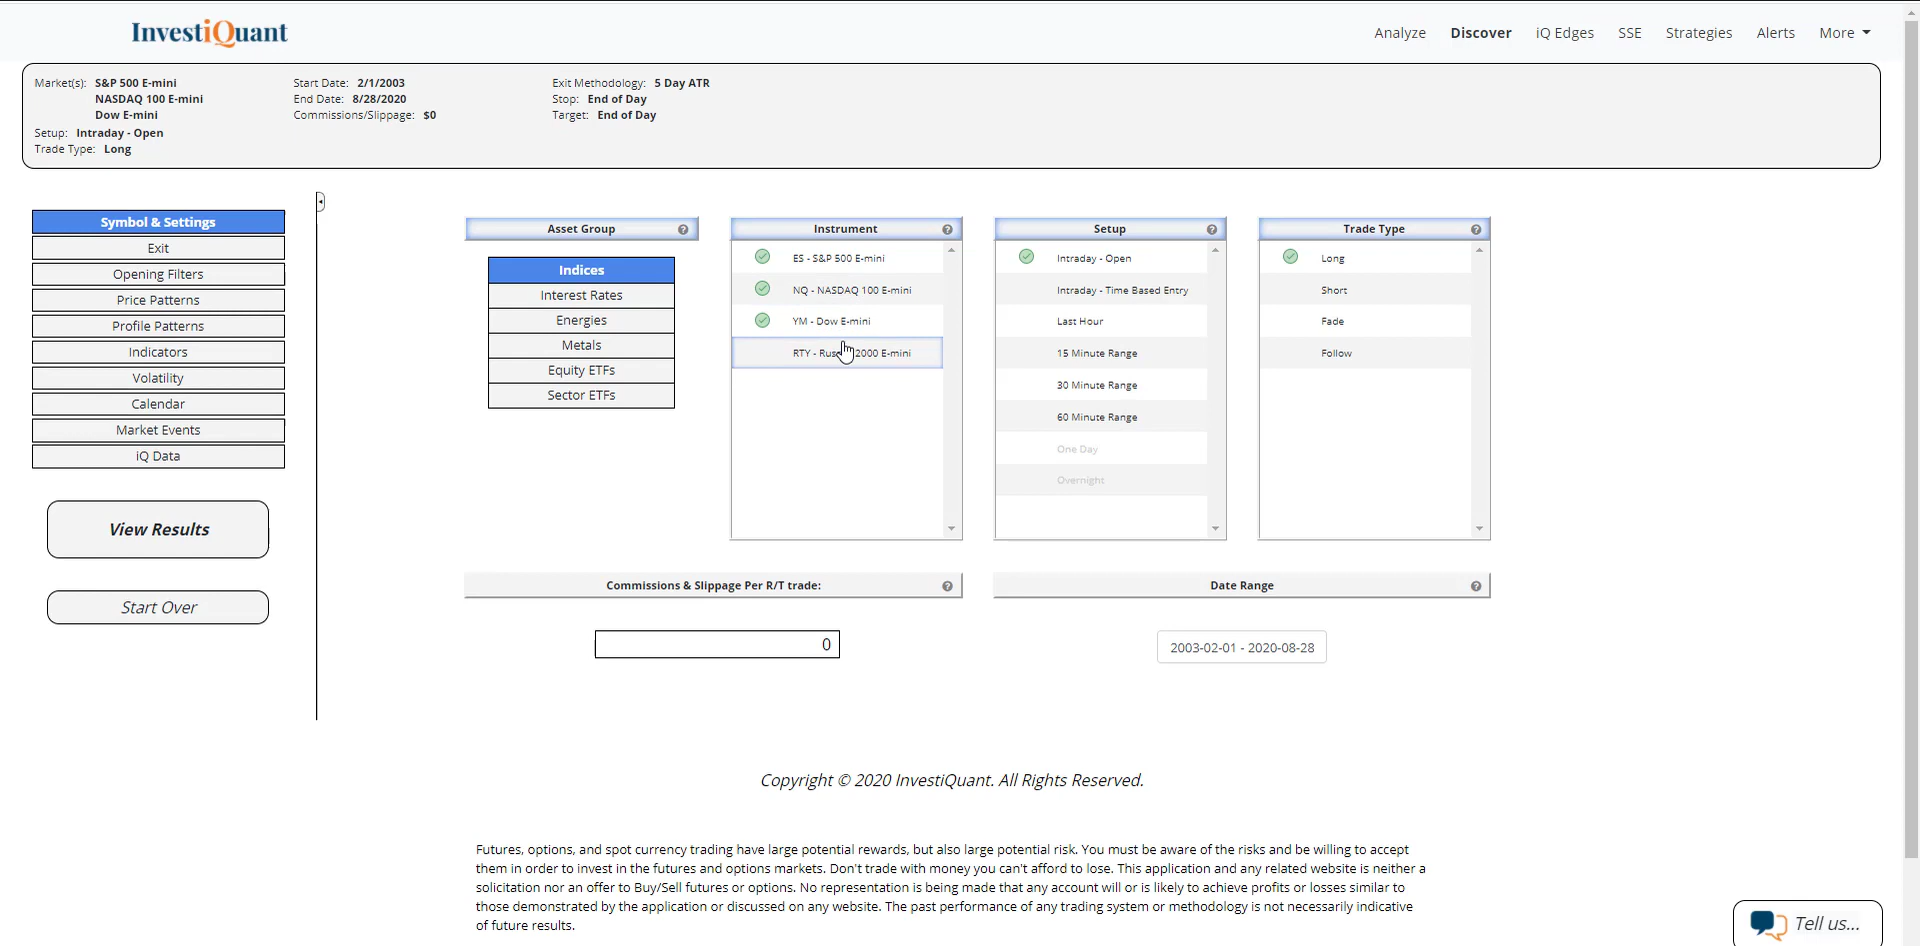 InvestiQuant
Analyze
Discover
iQ Edges
SSE
Strategies
Alerts
More
Market(s): S&P 500 E-mini
NASDAQ 100 E-mini
Dow E-mini
Setup: Intraday - Open
Trade Type: Long
Start Date: 2/1/2003
End Date: 8/28/2020
Commissions/Slippage: $0
Exit Methodology: 5 Day ATR
Stop: End of Day
Target: End of Day
Symbol & Settings
Exit
Opening Filters
Price Patterns
Profile Patterns
Indicators
Volatility
Calendar
Market Events
iQ Data
View Results
Start Over
Asset Group
Indices
Interest Rates
Energies
Metals
Equity ETFs
Sector ETFs
Instrument
ES - S&P 500 E-mini
NQ - NASDAQ 100 E-mini
YM - Dow E-mini
RTY - 2000 E-mini
Setup
Intraday - Open
Intraday - Time Based Entry
Last Hour
15 Minute Range
30 Minute Range
60 Minute Range
One Day
Overnight
Trade Type
Long
Short
Fade
Follow
Commissions & Slippage Per R/T trade:
0
Date Range
2003-02-01 - 2020-08-28
Copyright © 2020 InvestiQuant. All Rights Reserved.
Futures, options, and spot currency trading have large potential rewards, but also large potential risk. You must be aware of the risks and be willing to accept
them in order to invest in the futures and options markets. Don't trade with money you can't afford to lose. This application and any related website is neither a
solicitation nor an offer to Buy/Sell futures or options. No representation is being made that any account will or is likely to achieve profits or losses similar to
those demonstrated by the application or discussed on any website. The past performance of any trading system or methodology is not necessarily indicative
of future results.
Tell us...